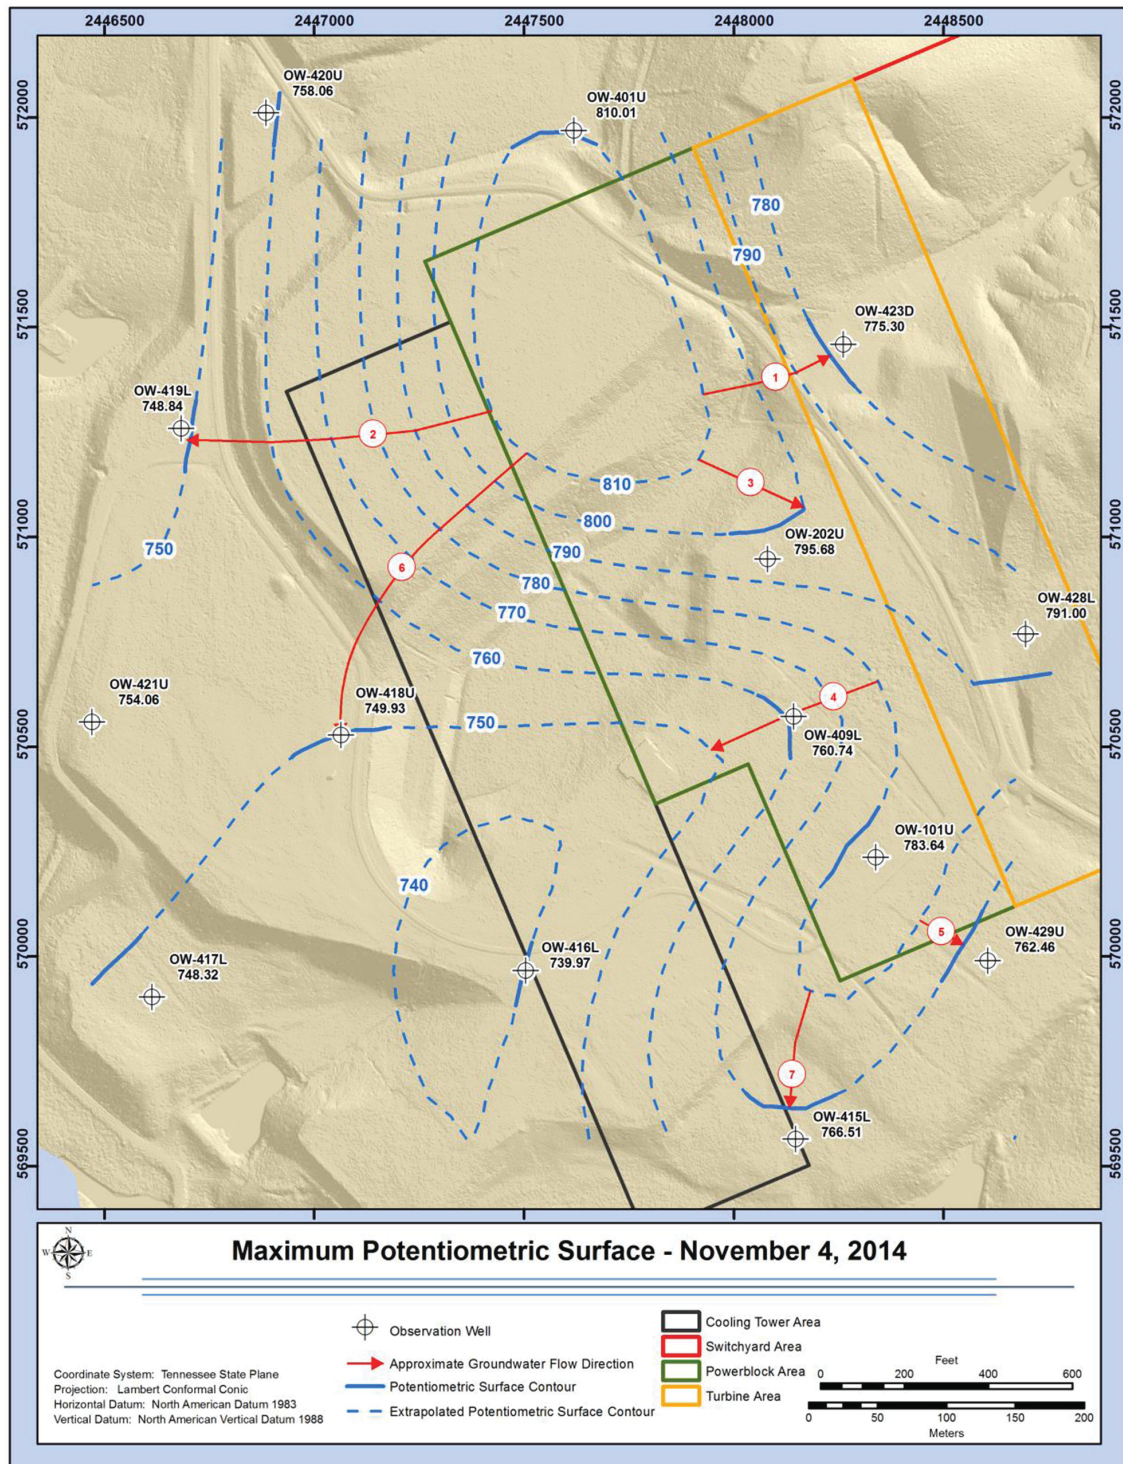 2446500 2447000 2447500 2448000 2448500
572000
571500
571000
570500
570000
569500
572000
571500
571000
570500
570000
569500
OW-420U
758.06
OW-401U
810.01
780
790
OW-423D
775.30
1
OW-419L
748.84
2
3
810
800
OW-202U
795.68
750
790
6
780
OW-428L
791.00
770
760
OW-421U
754.06
OW-418U
749.93
4
750
OW-409L
760.74
OW-101U
783.64
740
5
OW-429U
762.46
OW-417L
748.32
OW-416L
739.97
7
OW-415L
766.51
N
W E
S
Maximum Potentiometric Surface - November 4, 2014
Coordinate System: Tennessee State Plane
Projection: Lambert Conformal Conic
Horizontal Datum: North American Datum 1983
Vertical Datum: North American Vertical Datum 1988
Observation Well
Approximate Groundwater Flow Direction
Potentiometric Surface Contour
Extrapolated Potentiometric Surface Contour
Cooling Tower Area
Switchyard Area
Powerblock Area
Turbine Area
Feet
0 200 400 600
0 50 100 150 200
Meters